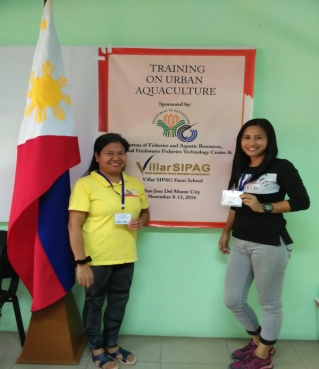 TRAINING
ON URBAN
AQUACULTURE
Sponsored by:
Bureau of Fisheries and Aquatic Resources,
Freshwater Fisheries Technology Center &
VillarSIPAG
Villar SIPAG Farm School
San Jose Del Monte City
November 8-12, 2016